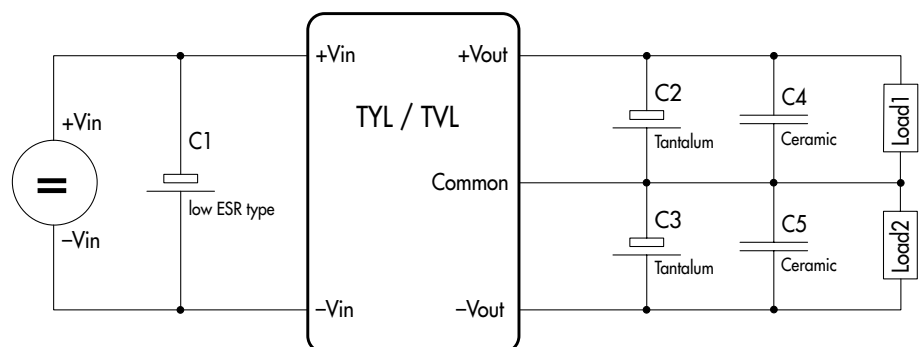 +Vin
=
−Vin
C1
low ESR type
+Vin
TYL / TVL
−Vin
+Vout
Common
−Vout
C2
Tantalum
C4
Ceramic
Load1
C3
Tantalum
C5
Ceramic
Load2